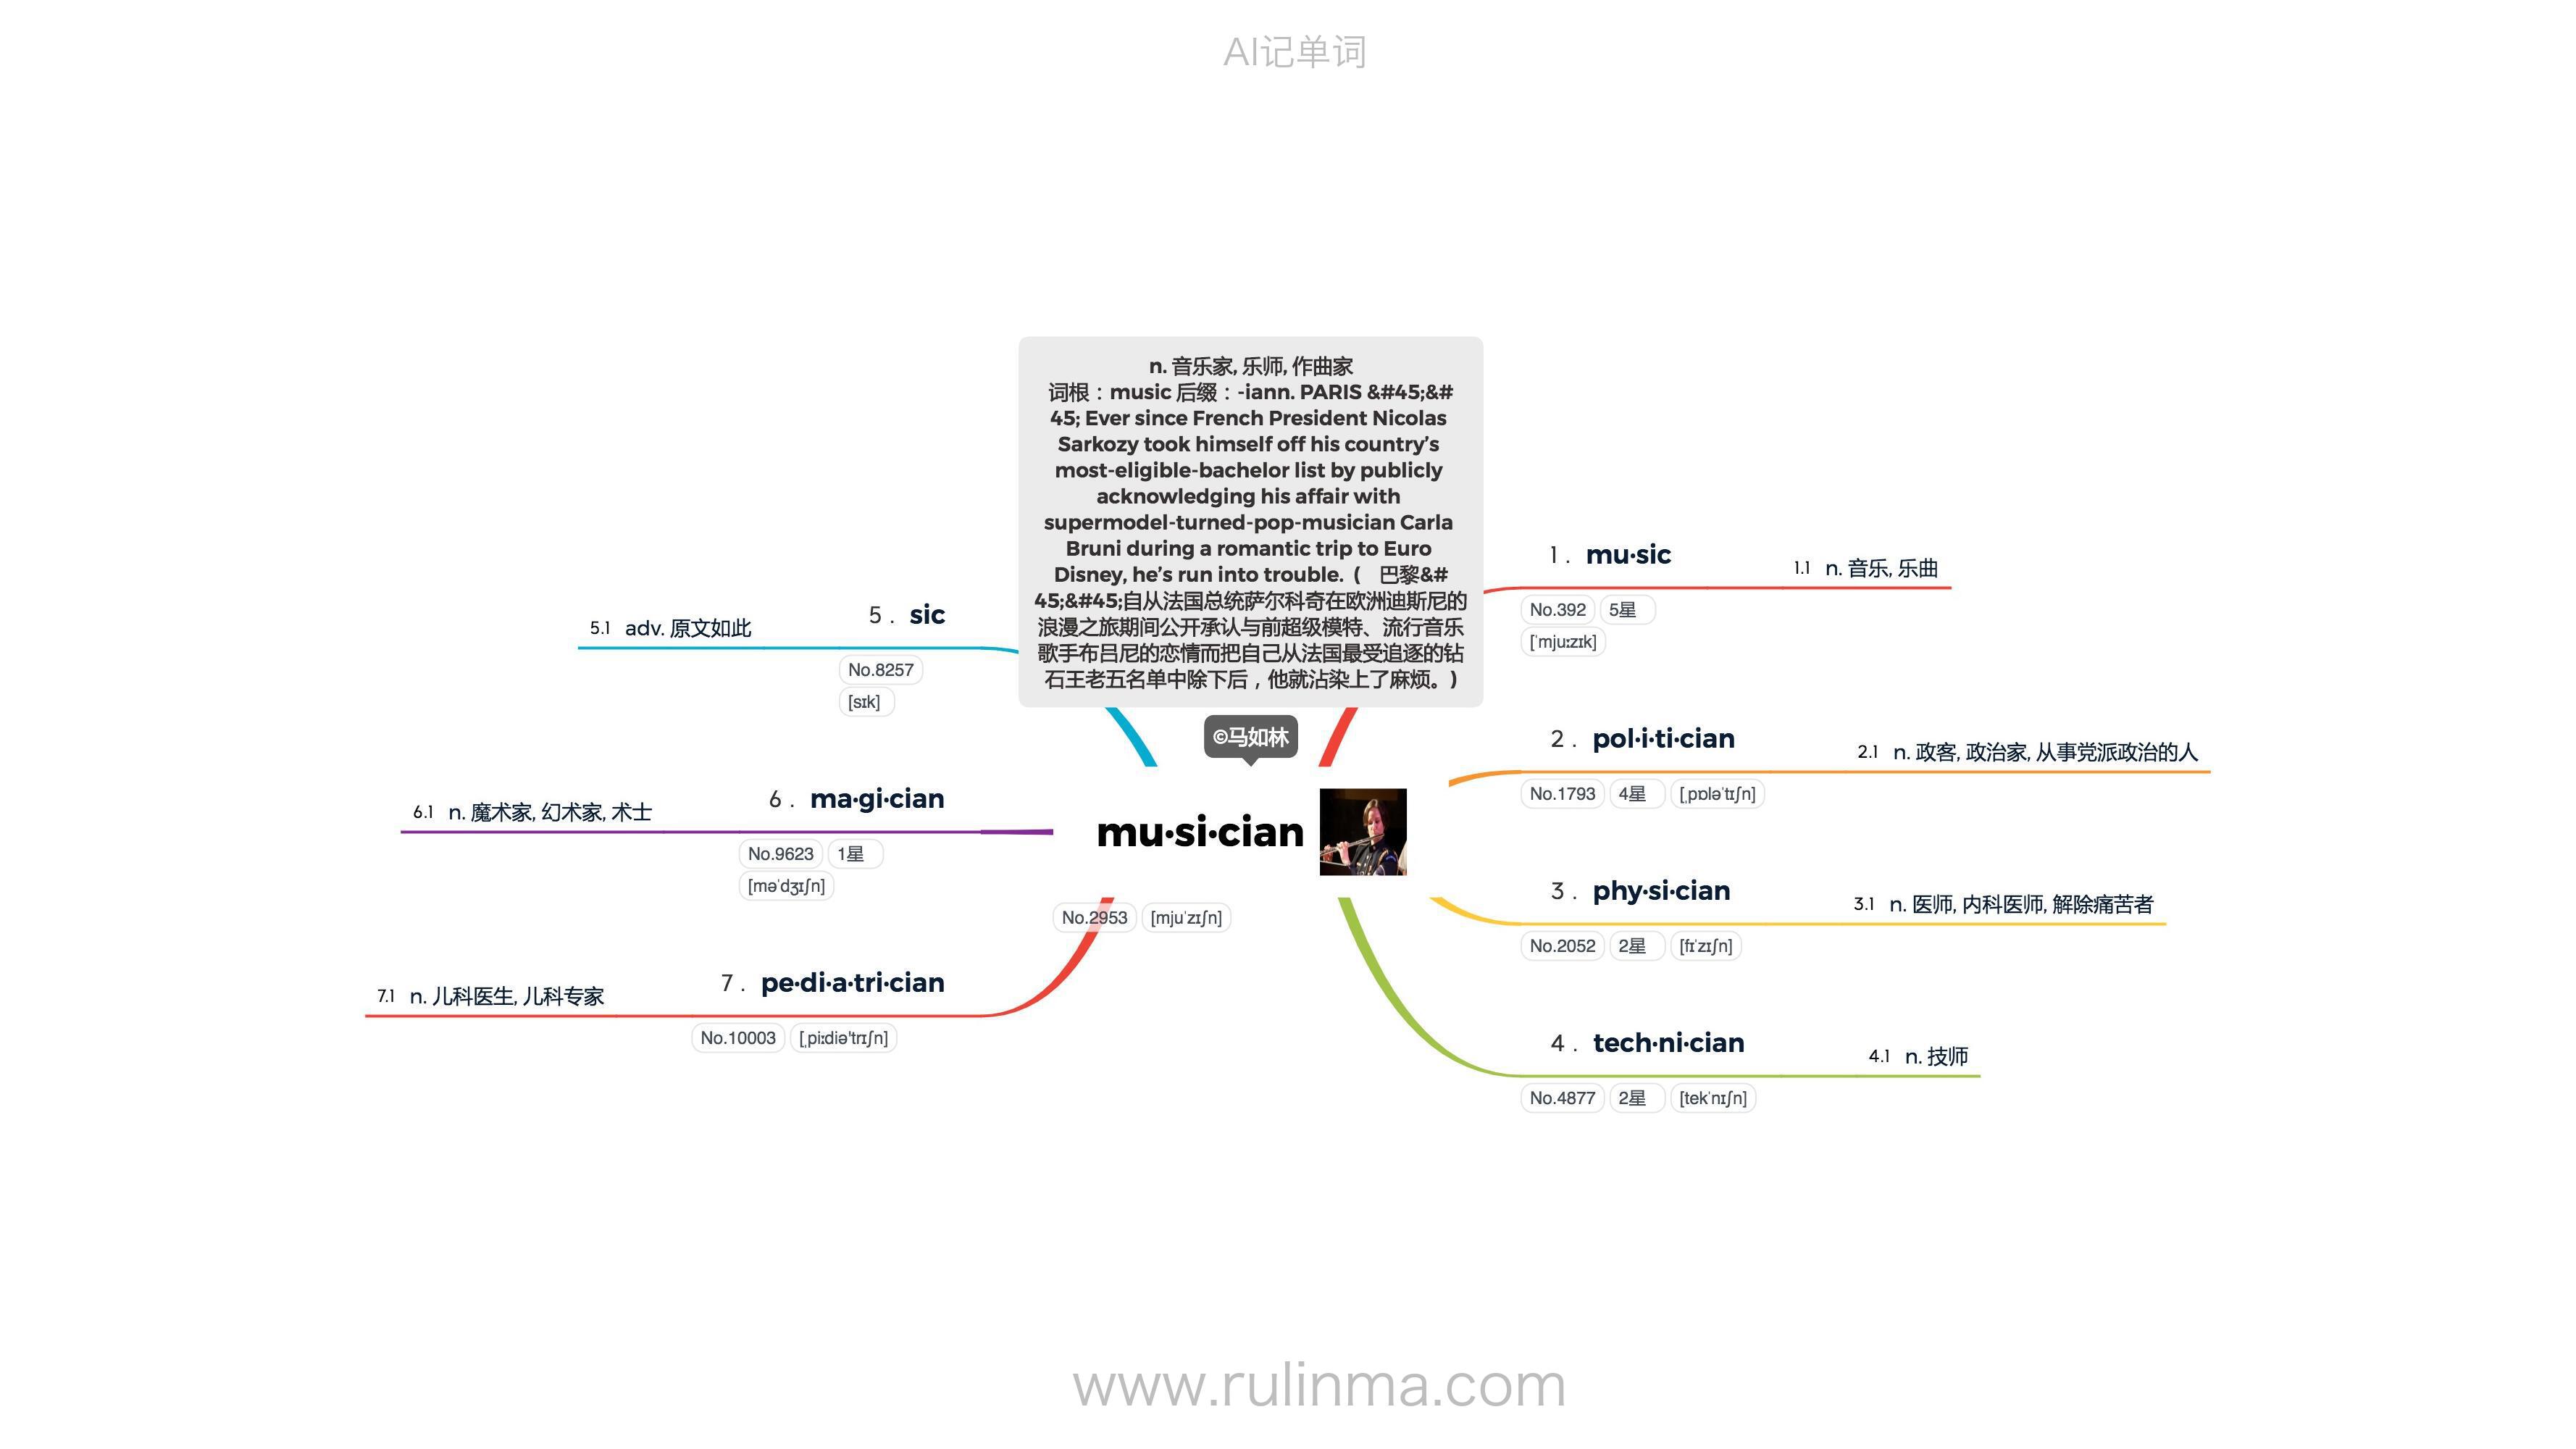 AI记单词
n. 音乐家, 乐师, 作曲家
词根：music 后缀：-iann. PARIS &#45;&#
45; Ever since French President Nicolas
Sarkozy took himself off his country’s
most-eligible-bachelor list by publicly
acknowledging his affair with
supermodel-turned-pop-musician Carla
Bruni during a romantic trip to Euro
Disney, he’s run into trouble. (　巴黎&#
45;&#45;自从法国总统萨尔科奇在欧洲迪斯尼的
浪漫之旅期间公开承认与前超级模特、流行音乐
歌手布吕尼的恋情而把自己从法国最受追逐的钻
石王老五名单中除下后，他就沾染上了麻烦。)
©马如林
mu·si·cian
No.2953 [mjuˈzɪʃn]
1 . mu·sic 1.1 n. 音乐, 乐曲
No.392 5星
[ˈmjuːzɪk]
2 . pol·i·ti·cian 2.1 n. 政客, 政治家, 从事党派政治的人
No.1793 4星 [ˌpɒləˈtɪʃn]
3 . phy·si·cian 3.1 n. 医师, 内科医师, 解除痛苦者
No.2052 2星 [fɪˈzɪʃn]
4 . tech·ni·cian 4.1 n. 技师
No.4877 2星 [tekˈnɪʃn]
5 . sic 5.1 adv. 原文如此
No.8257
[sɪk]
6 . ma·gi·cian 6.1 n. 魔术家, 幻术家, 术士
No.9623 1星
[məˈdʒɪʃn]
7 . pe·di·a·tri·cian 7.1 n. 儿科医生, 儿科专家
No.10003 [ˌpiːdiə'trɪʃn]
www.rulinma.com